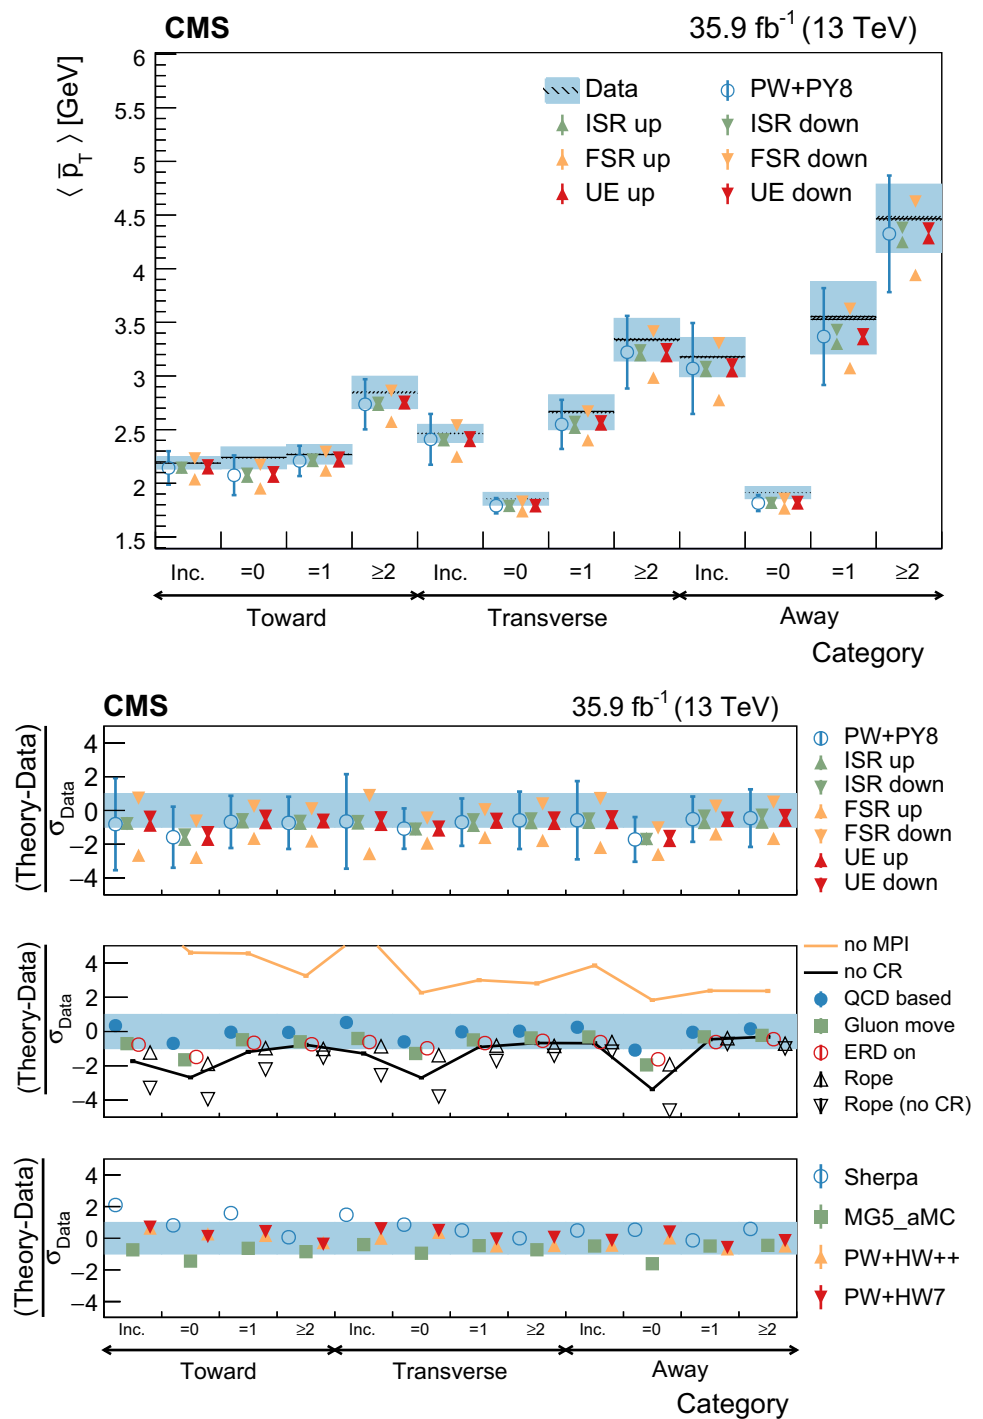 CMS 35.9 fb⁻¹ (13 TeV)
⟨ p̅_T ⟩ [GeV]
6
5.5
5
4.5
4
3.5
3
2.5
2
1.5
Data PW+PY8
ISR up ISR down
FSR up FSR down
UE up UE down
Inc. =0 =1 ≥2 Inc. =0 =1 ≥2 Inc. =0 =1 ≥2
Toward Transverse Away
Category
CMS 35.9 fb⁻¹ (13 TeV)
(Theory-Data)
σ_Data
4
2
0
−2
−4
PW+PY8
ISR up
ISR down
FSR up
FSR down
UE up
UE down
(Theory-Data)
σ_Data
4
2
0
−2
−4
no MPI
no CR
QCD based
Gluon move
ERD on
Rope
Rope (no CR)
(Theory-Data)
σ_Data
4
2
0
−2
−4
Sherpa
MG5_aMC
PW+HW++
PW+HW7
Inc. =0 =1 ≥2 Inc. =0 =1 ≥2 Inc. =0 =1 ≥2
Toward Transverse Away
Category